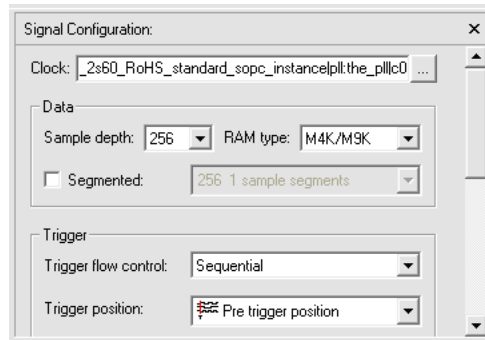 Signal Configuration:
Clock: _2s60_RoHS_standard_sopc_instance|pll:the_pll|c0 ...
Data
Sample depth: 256 RAM type: M4K/M9K
Segmented: 256 1 sample segments
Trigger
Trigger flow control: Sequential
Trigger position: Pre trigger position